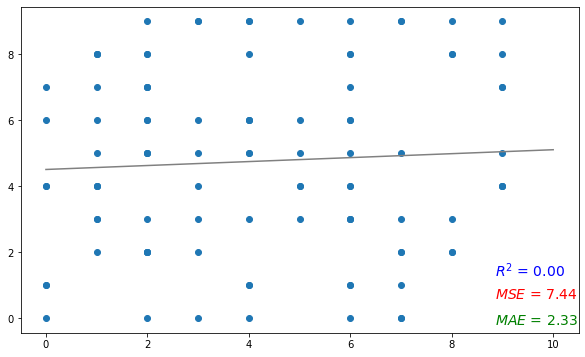 8
6
4
2
0
R² = 0.00
MSE = 7.44
MAE = 2.33
0 2 4 6 8 10